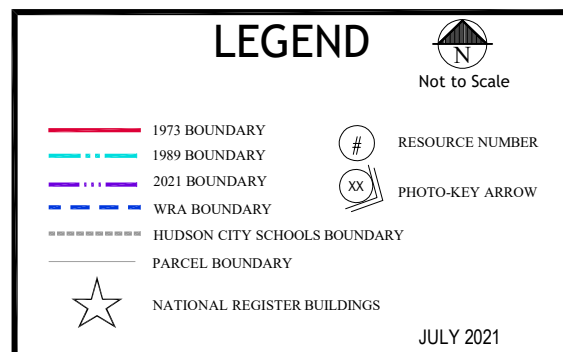 LEGEND
N
Not to Scale
1973 BOUNDARY
1989 BOUNDARY
2021 BOUNDARY
WRA BOUNDARY
HUDSON CITY SCHOOLS BOUNDARY
PARCEL BOUNDARY
NATIONAL REGISTER BUILDINGS
# RESOURCE NUMBER
XX PHOTO-KEY ARROW
JULY 2021